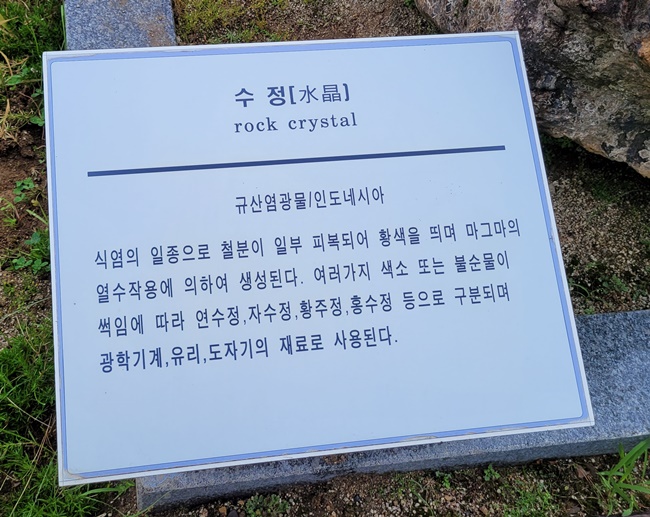 수 정[水晶]
rock crystal
규산염광물/인도네시아
식염의 일종으로 철분이 일부 피복되어 황색을 띄며 마그마의
열수작용에 의하여 생성된다. 여러가지 색소 또는 불순물이
썩임에 따라 연수정,자수정,황주정,홍수정 등으로 구분되며
광학기계,유리,도자기의 재료로 사용된다.